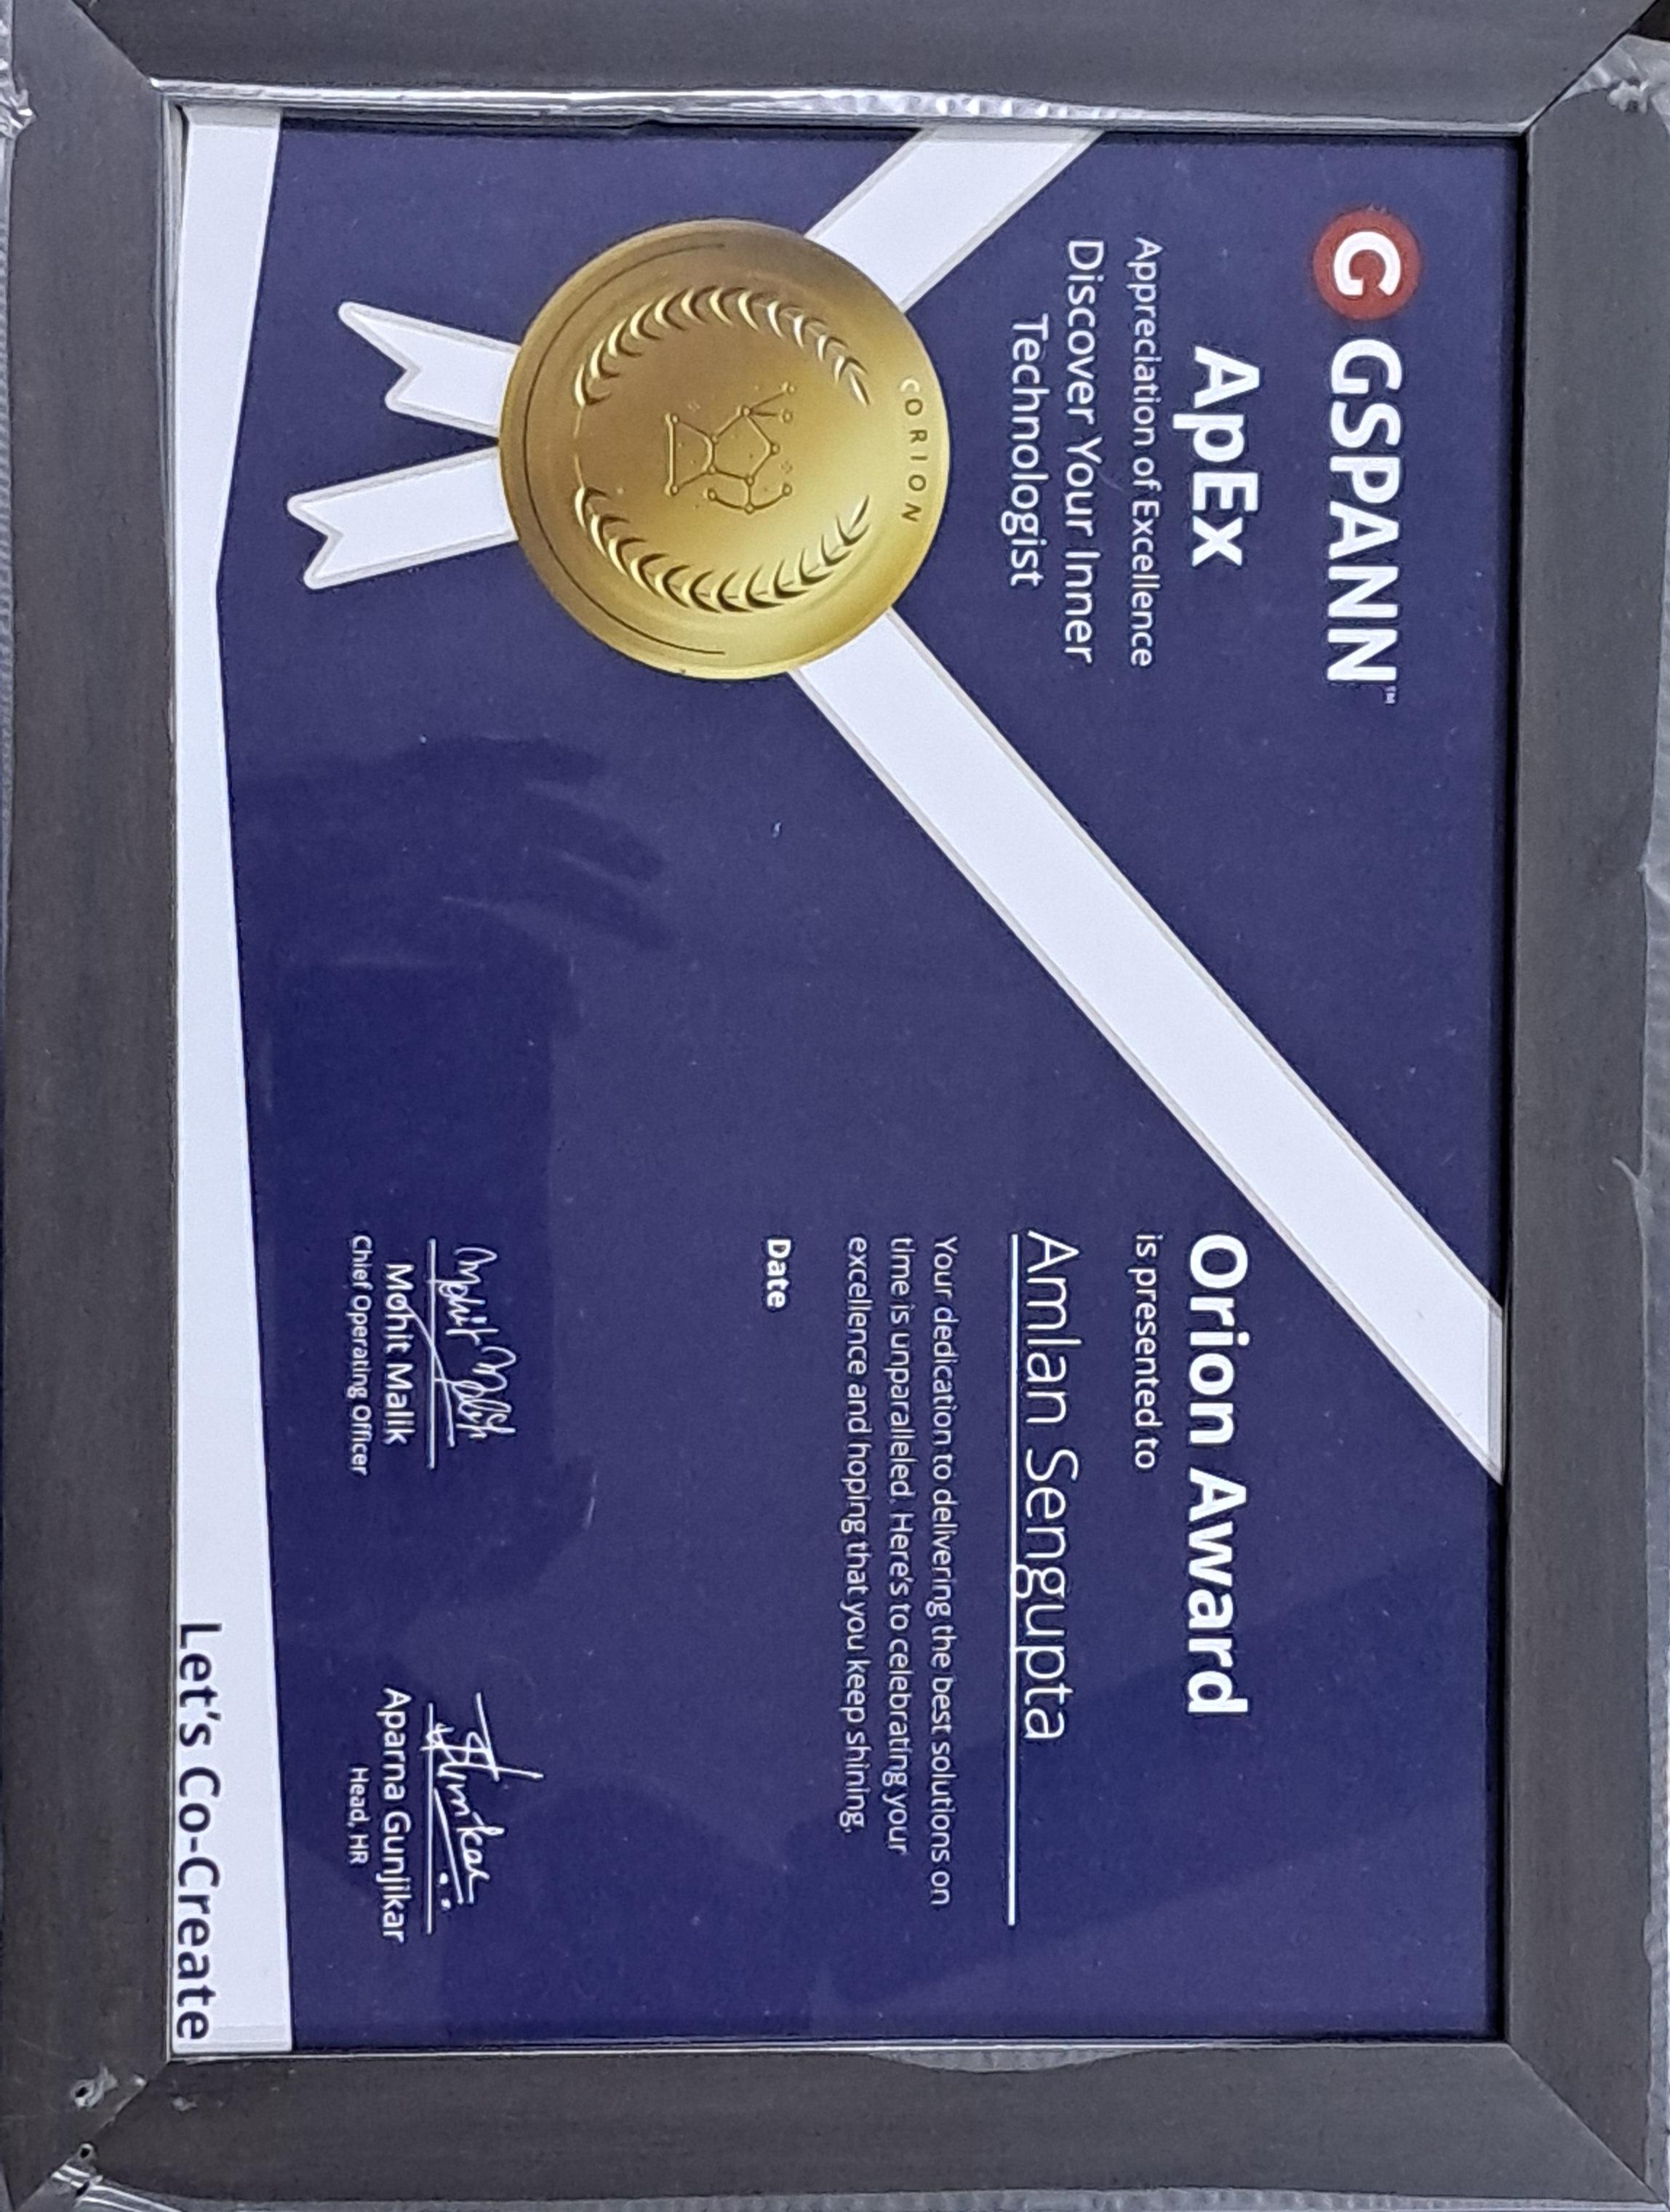 G GSPANN™
ApEx
Appreciation of Excellence
Discover Your Inner
Technologist
ORION
Orion Award
is presented to
Amlan Sengupta
Your dedication to delivering the best solutions on
time is unparalleled. Here's to celebrating your
excellence and hoping that you keep shining.
Date
Mohit Malik
Mohit Malik
Chief Operating Officer
Aparna Gunjikar
Head, HR
Let's Co-Create